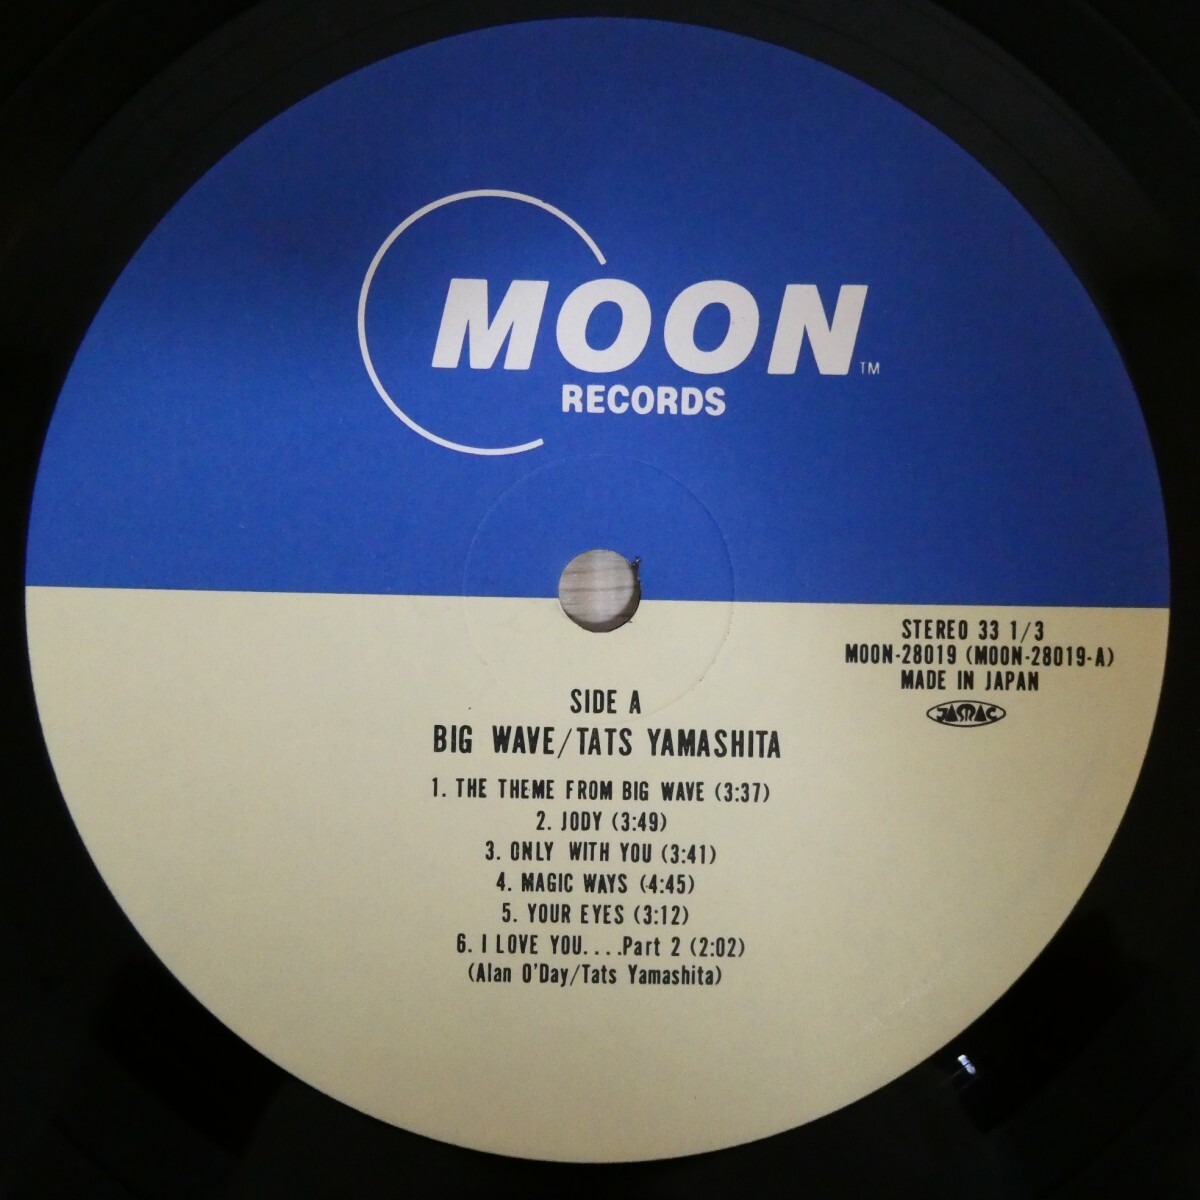 MOON™
RECORDS
STEREO 33 1/3
MOON-28019 (MOON-28019-A)
MADE IN JAPAN
JASRAC
SIDE A
BIG WAVE/TATS YAMASHITA
1. THE THEME FROM BIG WAVE (3:37)
2. JODY (3:49)
3. ONLY WITH YOU (3:41)
4. MAGIC WAYS (4:45)
5. YOUR EYES (3:12)
6. I LOVE YOU....Part 2 (2:02)
(Alan O'Day/Tats Yamashita)